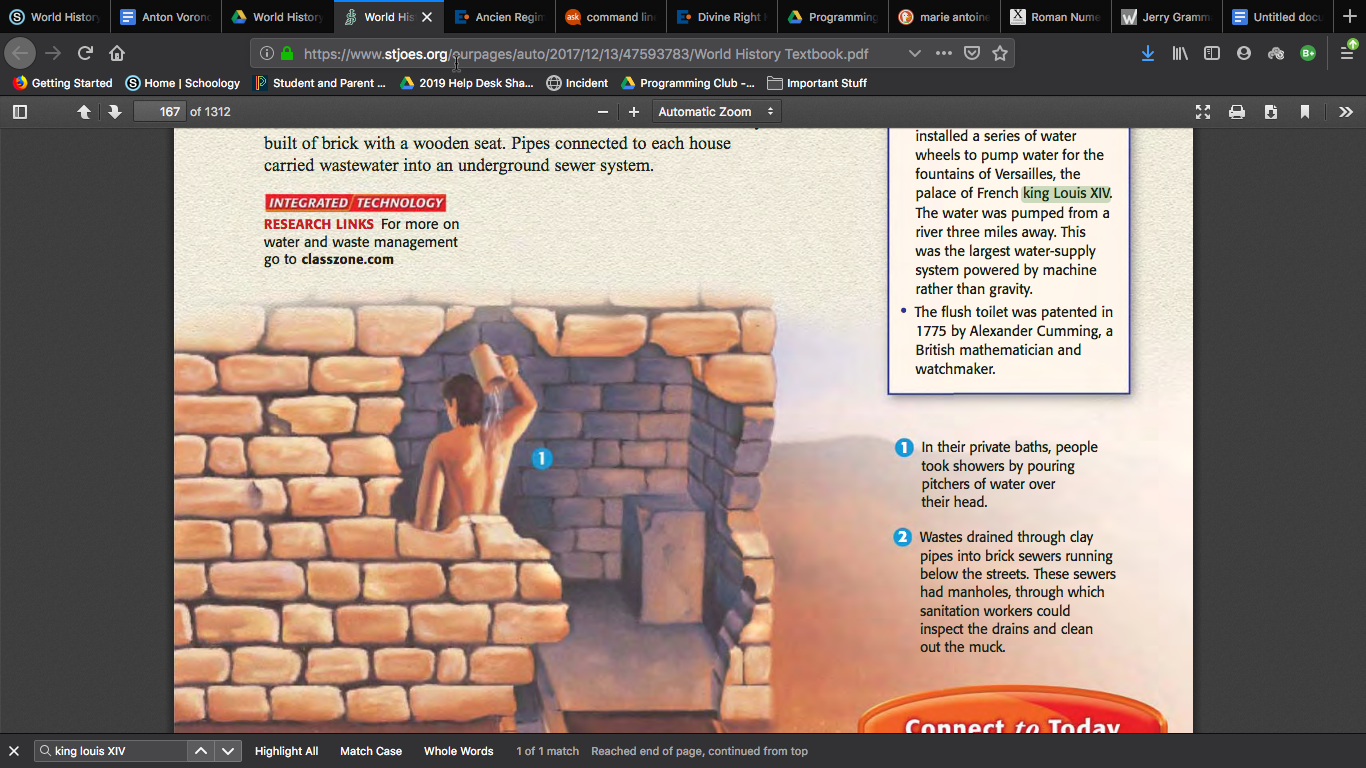 World History
Anton Vorono
World History
World His
Ancien Regim
command lin
Divine Right
Programming
marie antoine
Roman Nume
Jerry Gramm
Untitled docu
https://www.stjoes.org/ourpages/auto/2017/12/13/47593783/World History Textbook.pdf
Getting Started
Home | Schoology
Student and Parent ...
2019 Help Desk Sha...
Incident
Programming Club -...
Important Stuff
167 of 1312
Automatic Zoom
built of brick with a wooden seat. Pipes connected to each house
carried wastewater into an underground sewer system.
INTEGRATED / TECHNOLOGY
RESEARCH LINKS For more on
water and waste management
go to classzone.com
installed a series of water
wheels to pump water for the
fountains of Versailles, the
palace of French king Louis XIV.
The water was pumped from a
river three miles away. This
was the largest water-supply
system powered by machine
rather than gravity.
• The flush toilet was patented in
1775 by Alexander Cumming, a
British mathematician and
watchmaker.
1
1 In their private baths, people
took showers by pouring
pitchers of water over
their head.
2 Wastes drained through clay
pipes into brick sewers running
below the streets. These sewers
had manholes, through which
sanitation workers could
inspect the drains and clean
out the muck.
Connect to Today
king louis XIV
Highlight All
Match Case
Whole Words
1 of 1 match
Reached end of page, continued from top